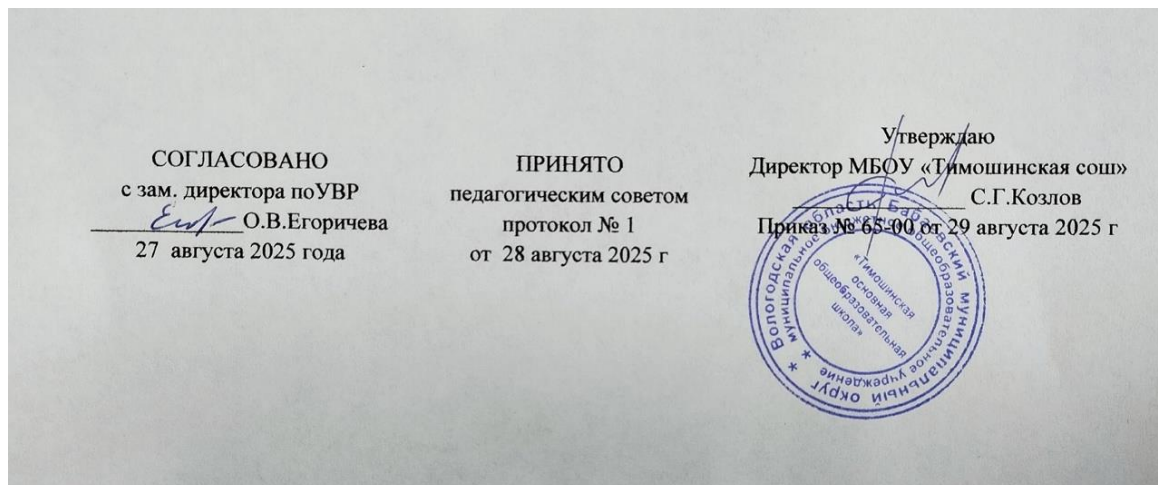 СОГЛАСОВАНО
с зам. директора поУВР
О.В.Егоричева
27 августа 2025 года
ПРИНЯТО
педагогическим советом
протокол № 1
от 28 августа 2025 г
Утверждаю
Директор МБОУ «Тимошинская сош»
С.Г.Козлов
Приказ № 65-00 от 29 августа 2025 г
* Вологодская область * Бабаевский муниципальный округ
* муниципальное бюджетное общеобразовательное учреждение
«Тимошинская
основная
общеобразовательная
школа»